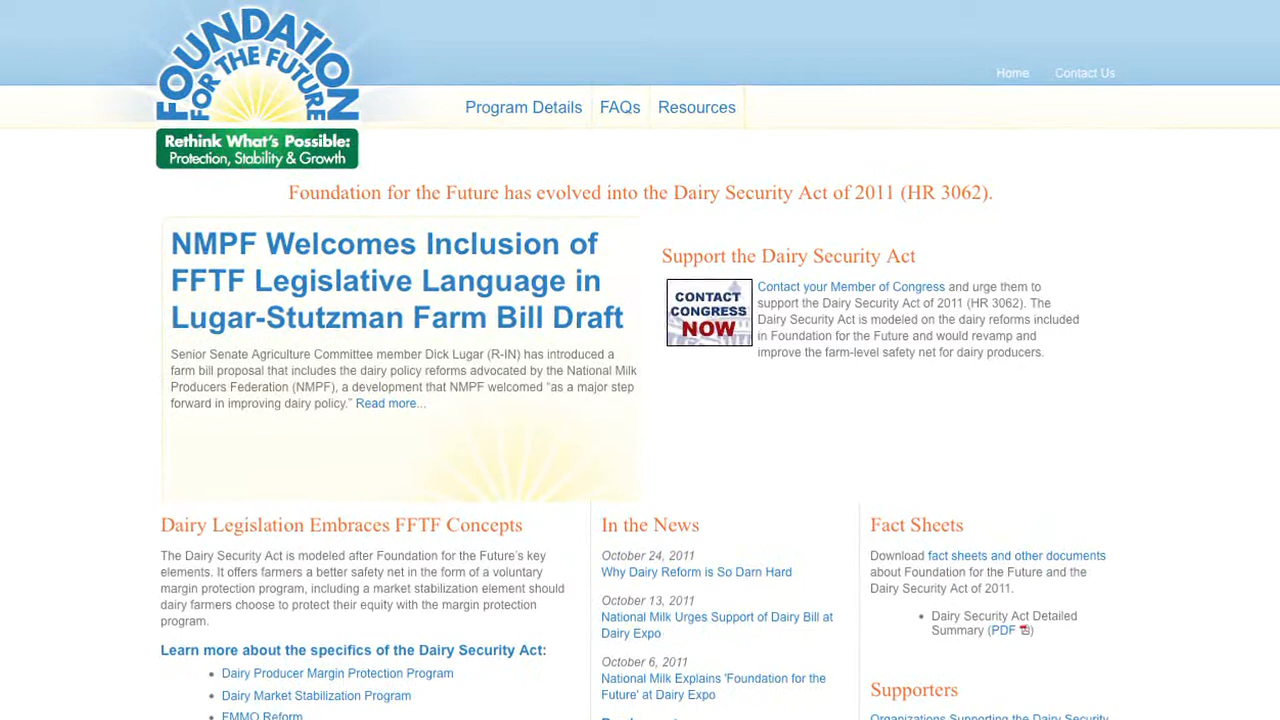 FOUNDATION
FOR THE FUTURE
Rethink What's Possible:
Protection, Stability & Growth
Home Contact Us
Program Details FAQs Resources
Foundation for the Future has evolved into the Dairy Security Act of 2011 (HR 3062).
NMPF Welcomes Inclusion of
FFTF Legislative Language in
Lugar-Stutzman Farm Bill Draft
Senior Senate Agriculture Committee member Dick Lugar (R-IN) has introduced a
farm bill proposal that includes the dairy policy reforms advocated by the National Milk
Producers Federation (NMPF), a development that NMPF welcomed “as a major step
forward in improving dairy policy.” Read more...
Support the Dairy Security Act
CONTACT
CONGRESS
NOW
Contact your Member of Congress and urge them to
support the Dairy Security Act of 2011 (HR 3062). The
Dairy Security Act is modeled on the dairy reforms included
in Foundation for the Future and would revamp and
improve the farm-level safety net for dairy producers.
Dairy Legislation Embraces FFTF Concepts
The Dairy Security Act is modeled after Foundation for the Future's key
elements. It offers farmers a better safety net in the form of a voluntary
margin protection program, including a market stabilization element should
dairy farmers choose to protect their equity with the margin protection
program.
Learn more about the specifics of the Dairy Security Act:
• Dairy Producer Margin Protection Program
• Dairy Market Stabilization Program
• FMMO Reform
In the News
October 24, 2011
Why Dairy Reform is So Darn Hard
October 13, 2011
National Milk Urges Support of Dairy Bill at
Dairy Expo
October 6, 2011
National Milk Explains 'Foundation for the
Future' at Dairy Expo
Fact Sheets
Download fact sheets and other documents
about Foundation for the Future and the
Dairy Security Act of 2011.
• Dairy Security Act Detailed
Summary (PDF)
Supporters
Organizations Supporting the Dairy Security